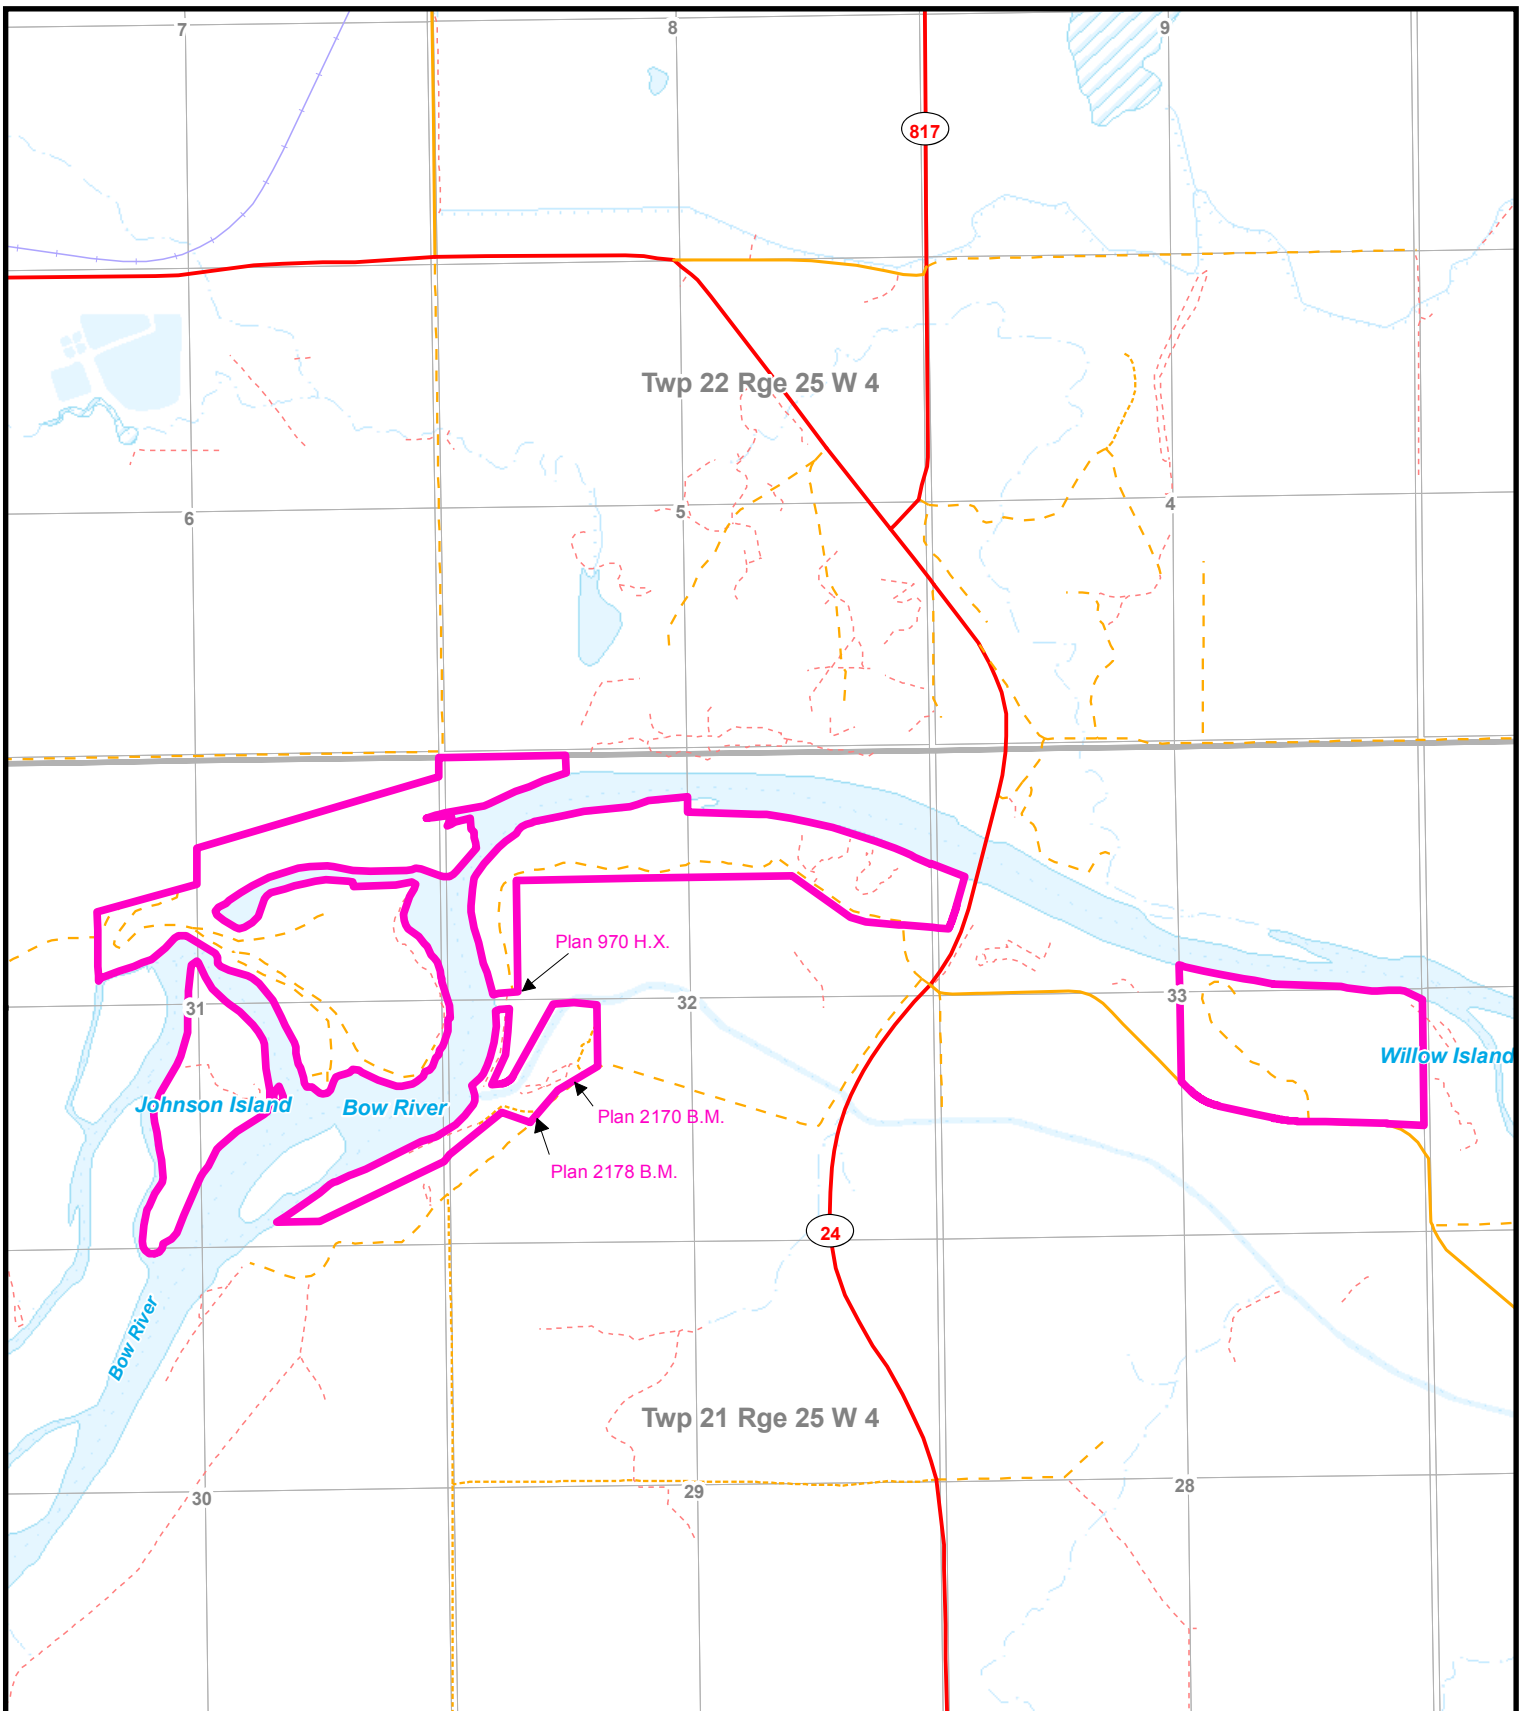 7
8
9
817
Twp 22 Rge 25 W 4
6
5
4
Plan 970 H.X.
31
32
33
Willow Island
Johnson Island
Bow River
Plan 2170 B.M.
Plan 2178 B.M.
24
Bow River
Twp 21 Rge 25 W 4
30
29
28